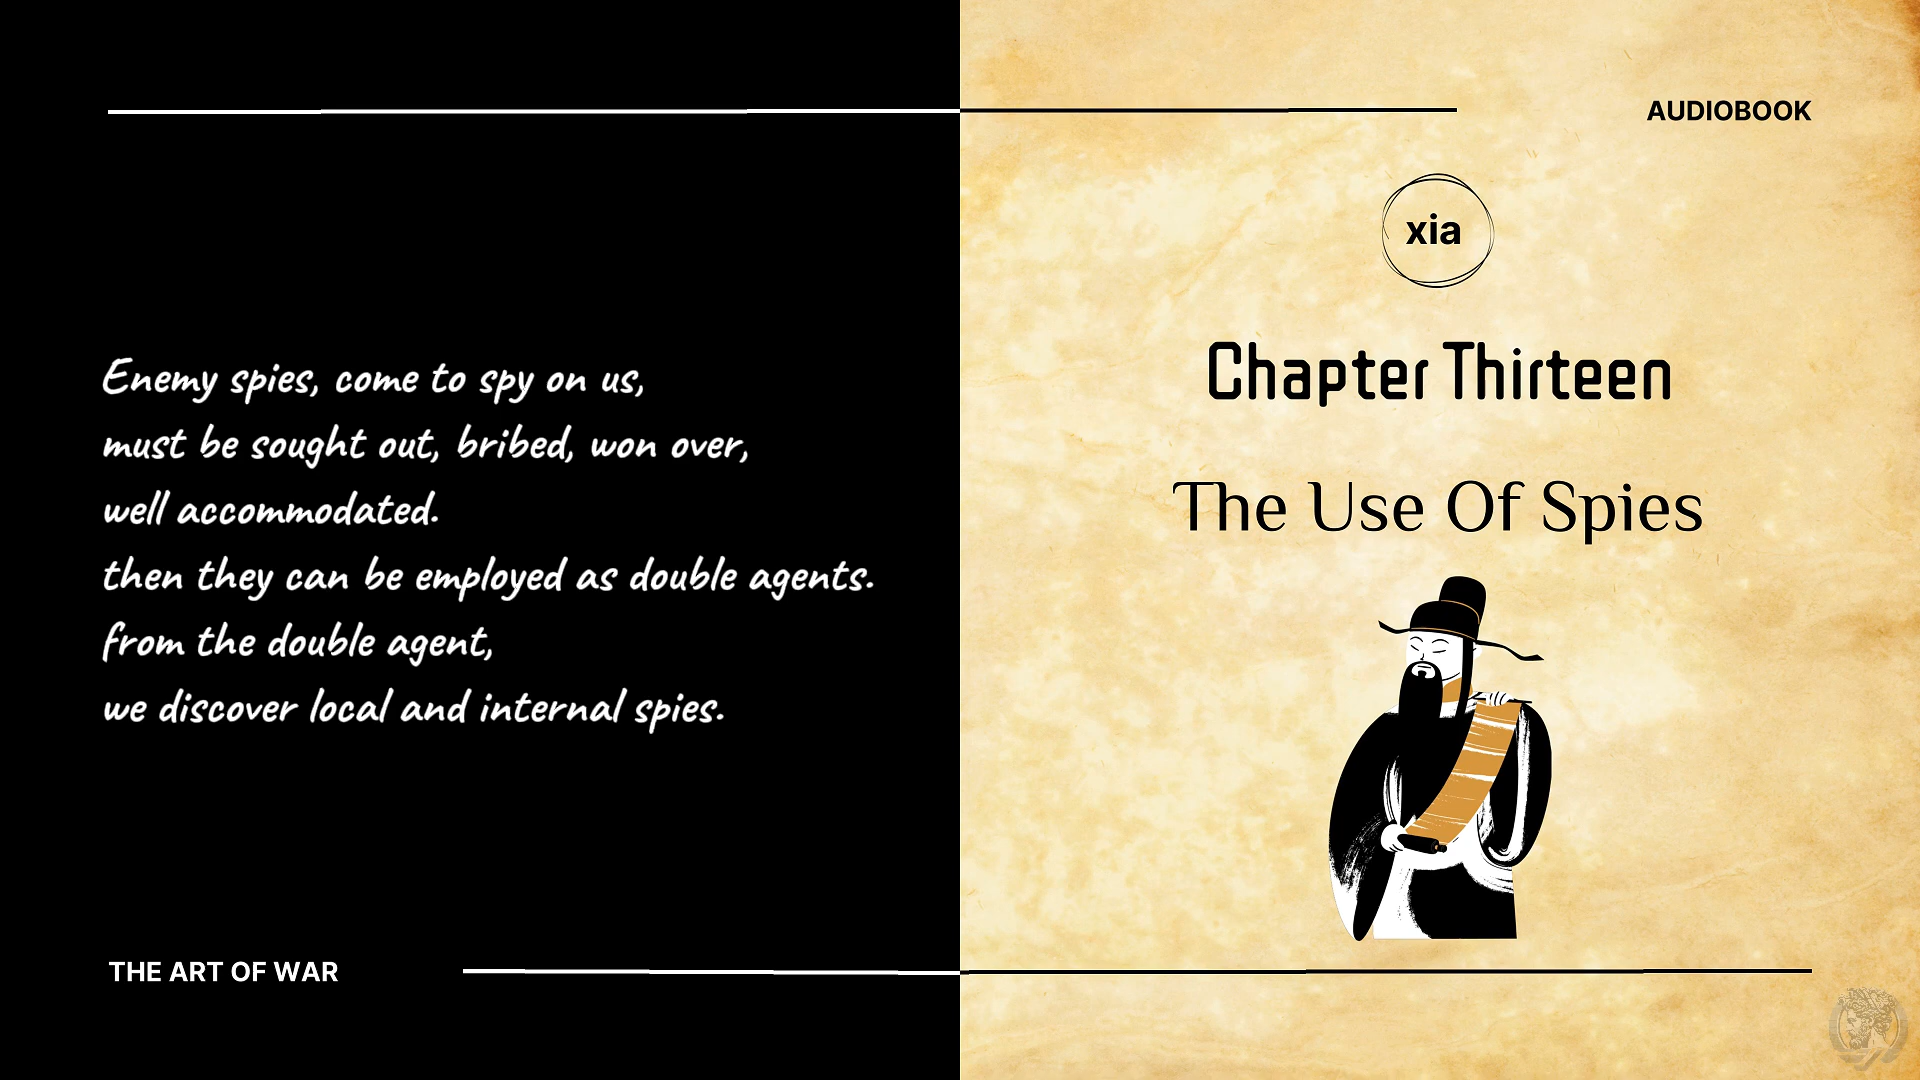 Enemy spies, come to spy on us,
must be sought out, bribed, won over,
well accommodated.
then they can be employed as double agents.
from the double agent,
we discover local and internal spies.
THE ART OF WAR
AUDIOBOOK
xia
Chapter Thirteen
The Use Of Spies